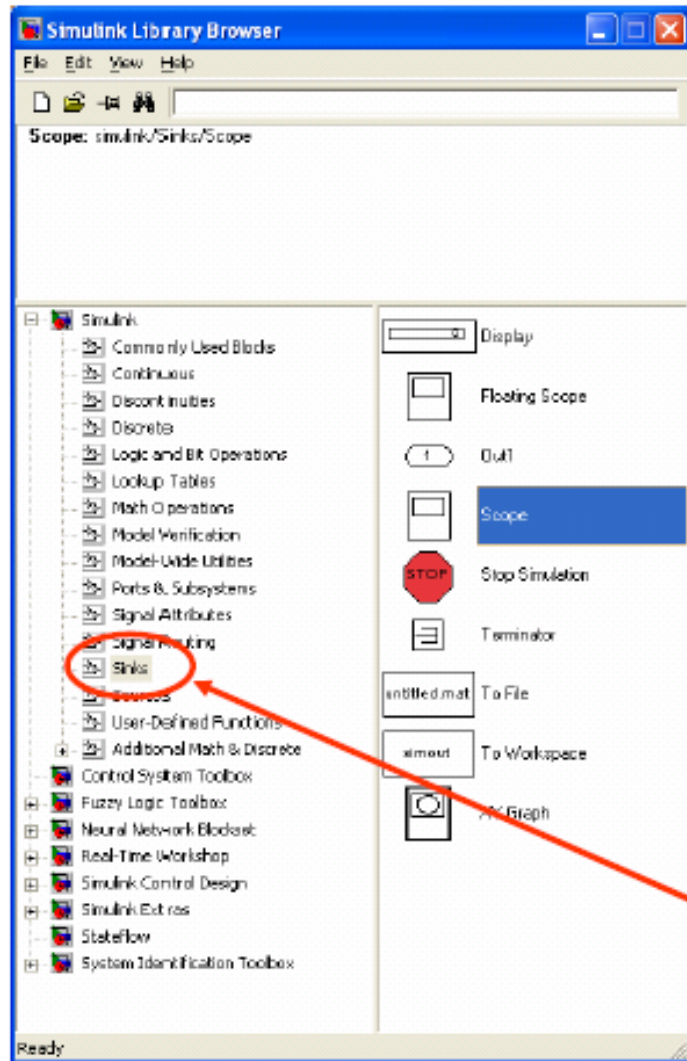 Simulink Library Browser
File Edit View Help
Scope: simulink/Sinks/Scope
Simulink
Commonly Used Blocks
Continuous
Discontinuities
Discrete
Logic and Bit Operations
Lookup Tables
Math Operations
Model Verification
Model-Wide Utilities
Ports & Subsystems
Signal Attributes
Signal Routing
Sinks
Sources
User-Defined Functions
Additional Math & Discrete
Control System Toolbox
Fuzzy Logic Toolbox
Neural Network Blockset
Real-Time Workshop
Simulink Control Design
Simulink Extras
Stateflow
System Identification Toolbox
Display
Floating Scope
1 Out1
Scope
STOP Stop Simulation
Terminator
untitled.mat To File
simout To Workspace
XY Graph
Ready